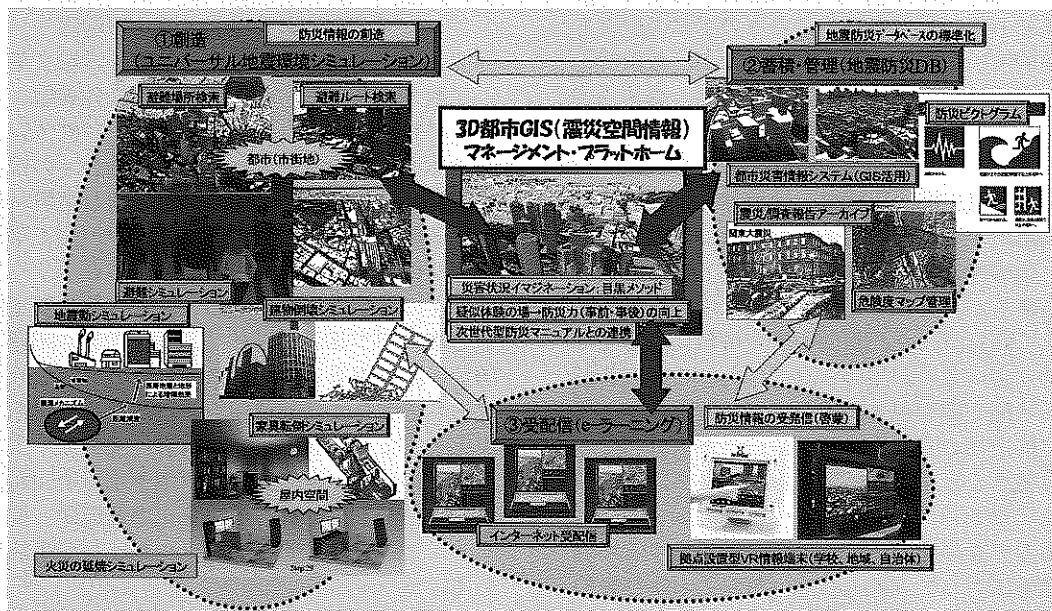 ①創造
(ユニバーサル地震環境シミュレーション)
防災情報の創造
地震防災データベースの標準化
②蓄積・管理(地震防災DB)
避難場所検索
避難ルート検索
都市(市街地)
3D都市GIS(震災空間情報)
マネージメント・プラットホーム
防災ピクトグラム
都市災害情報システム(GIS活用)
震災/調査報告アーカイブ
関東大震災
危険度マップ管理
災害状況イマジネーション、目黒メソッド
疑似体験の場→防災力(事前・事後)の向上
次世代型防災マニュアルとの連携
避難シミュレーション
地震動シミュレーション
建物倒壊シミュレーション
家具転倒シミュレーション
屋内空間
火災の延焼シミュレーション
③受配信(e-ラーニング)
防災情報の受発信(啓蒙)
インターネット受配信
拠点設置型VR情報端末(学校、地域、自治体)